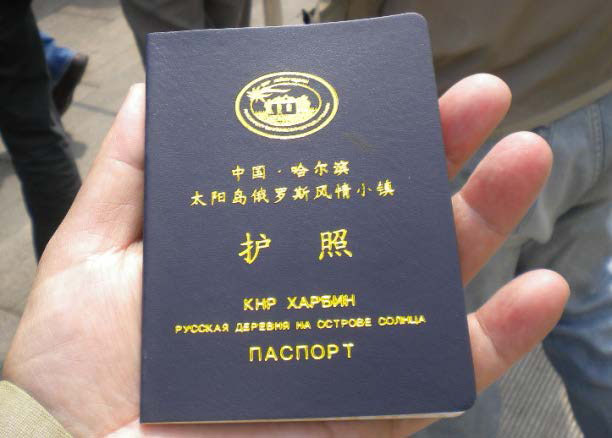 中国·哈尔滨
太阳岛俄罗斯风情小镇
护照
КНР ХАРБИН
РУССКАЯ ДЕРЕВНЯ НА ОСТРОВЕ СОЛНЦА
ПАСПОРТ